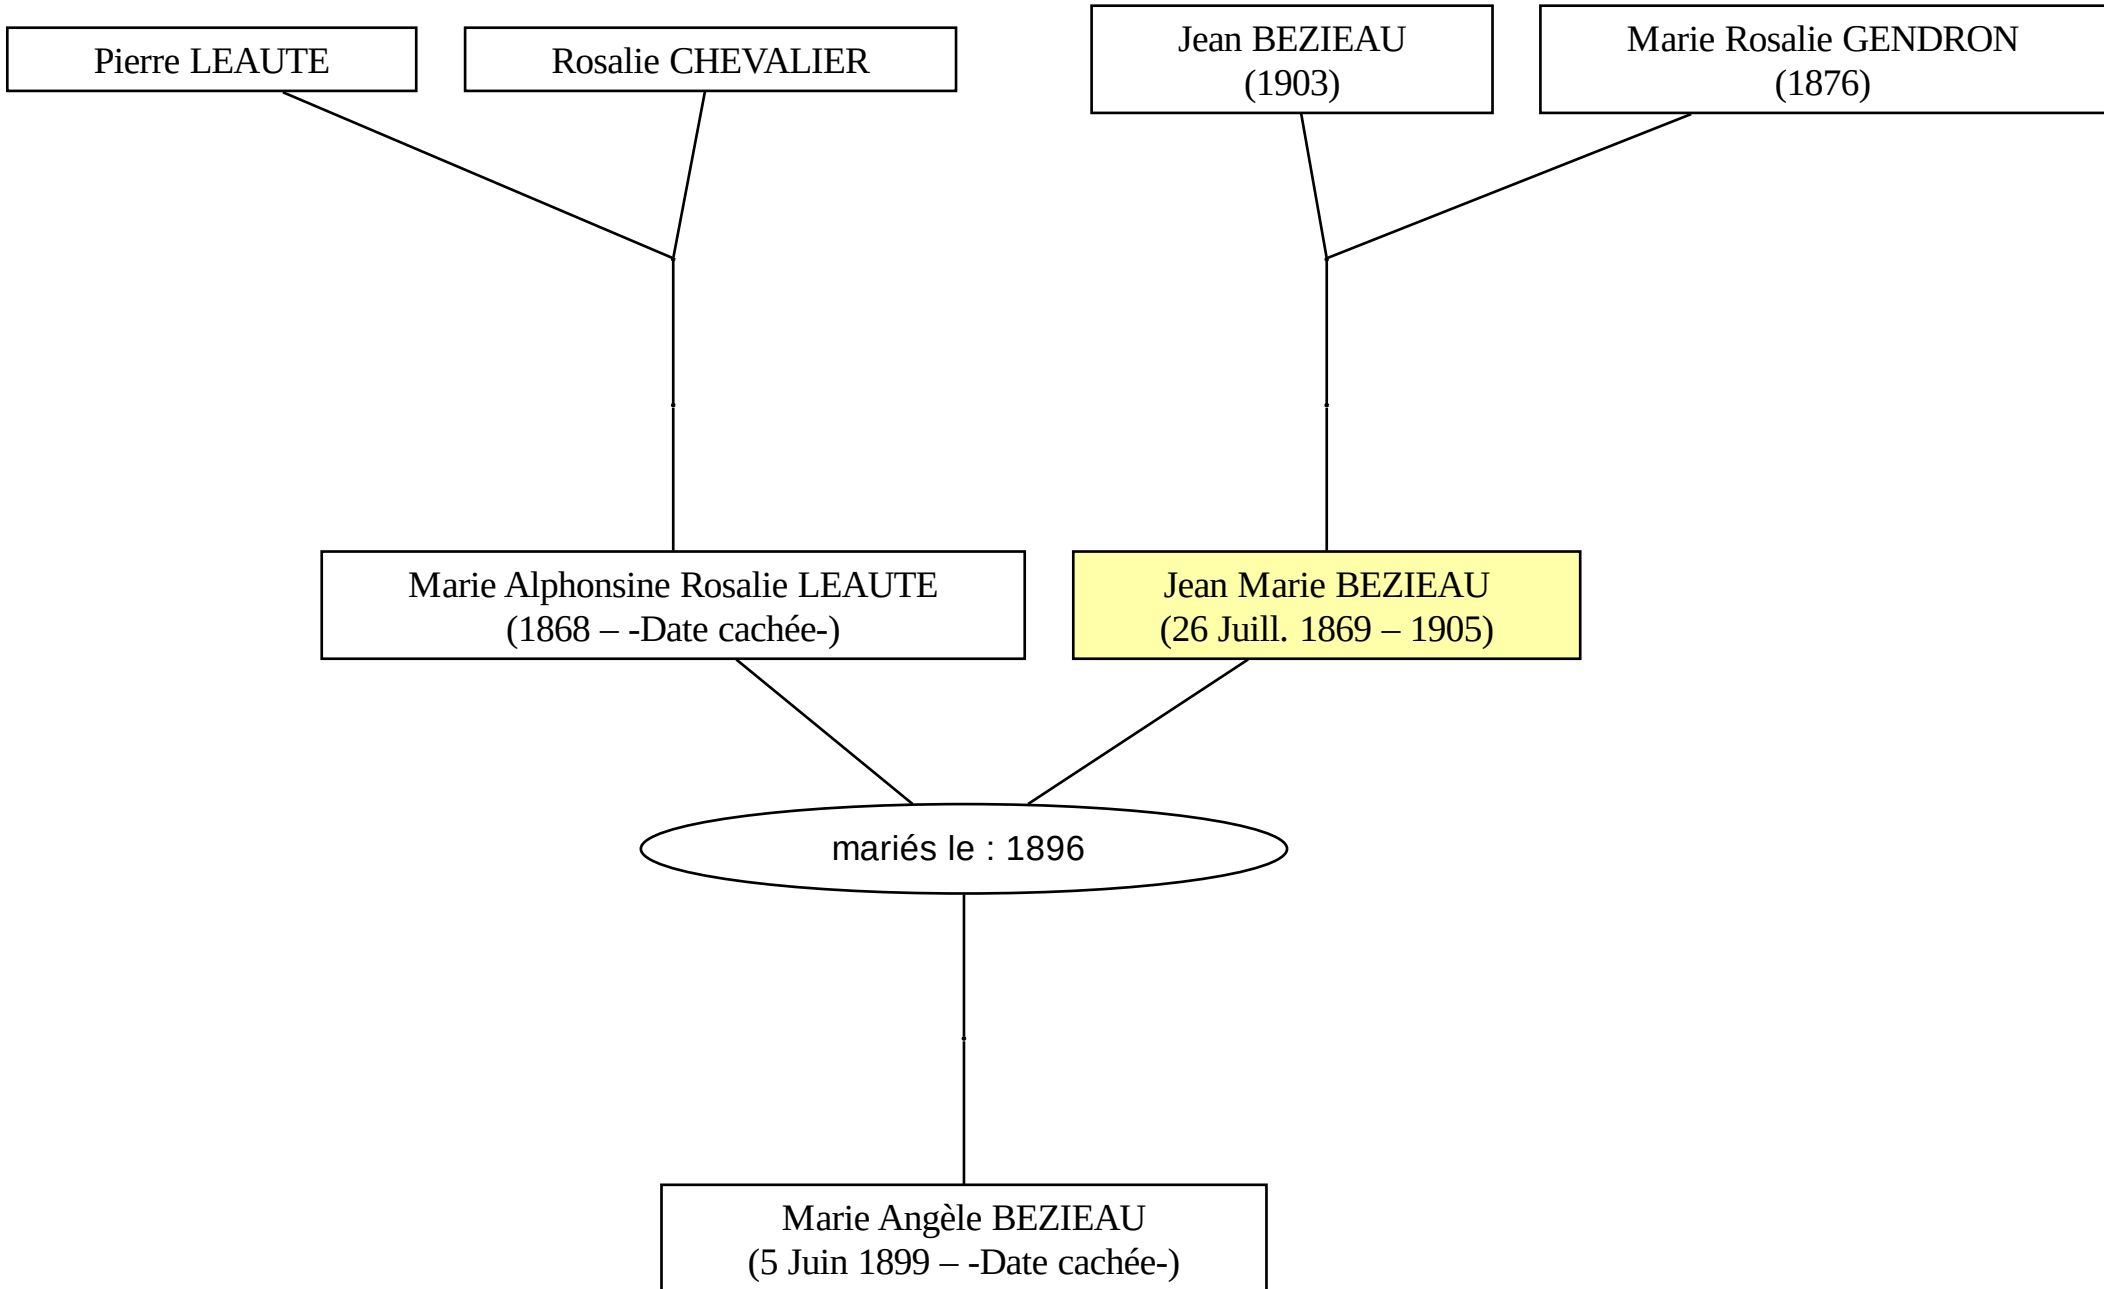 Pierre LEAUTE
Rosalie CHEVALIER
Jean BEZIEAU
(1903)
Marie Rosalie GENDRON
(1876)
Marie Alphonsine Rosalie LEAUTE
(1868 – -Date cachée-)
Jean Marie BEZIEAU
(26 Juill. 1869 – 1905)
mariés le : 1896
Marie Angèle BEZIEAU
(5 Juin 1899 – -Date cachée-)